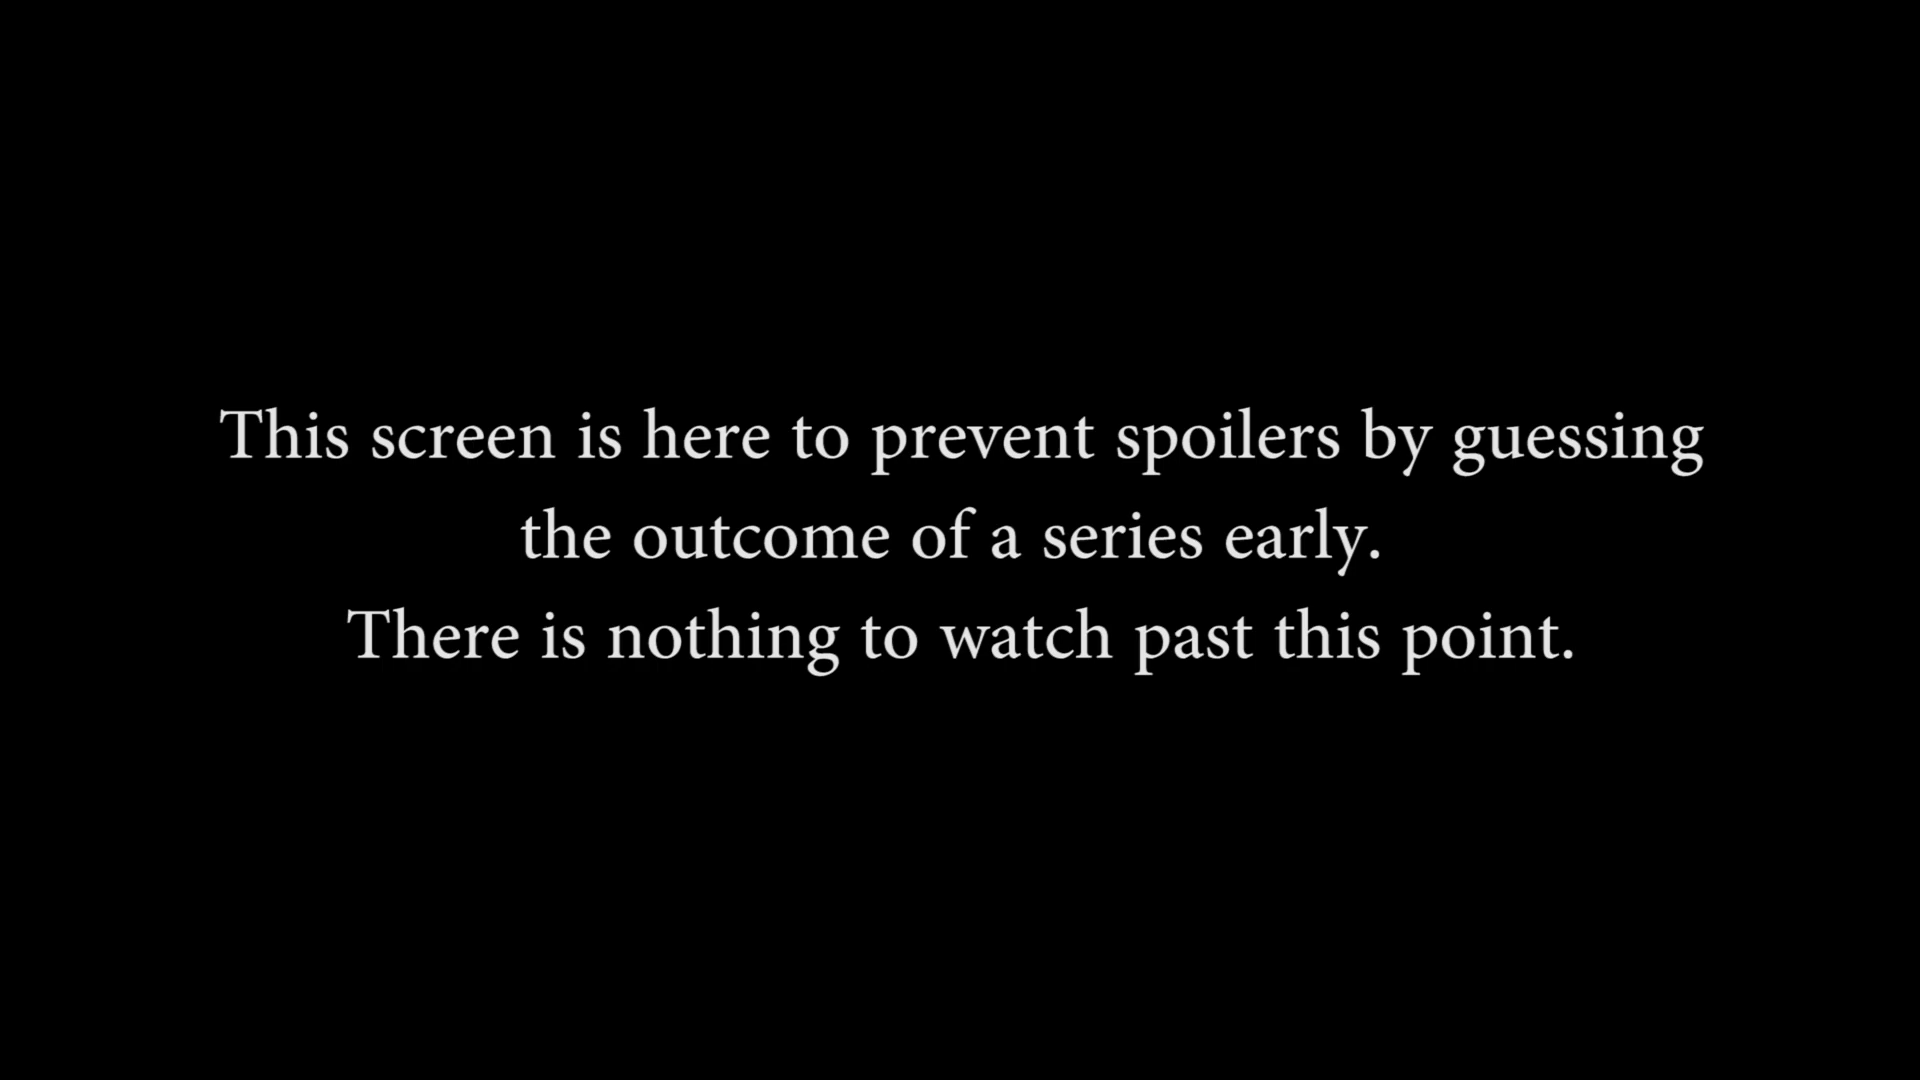 This screen is here to prevent spoilers by guessing
the outcome of a series early.
There is nothing to watch past this point.